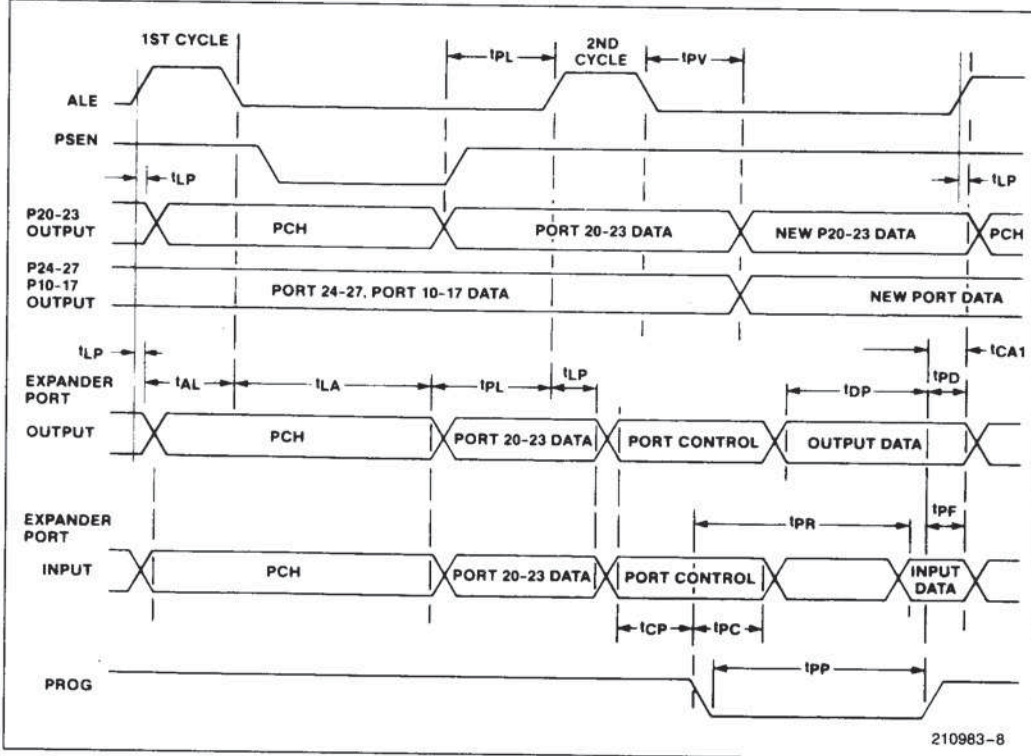 1ST CYCLE
2ND
CYCLE
tPL
tPV
ALE
PSEN
tLP
tLP
P20-23
OUTPUT
PCH
PORT 20-23 DATA
NEW P20-23 DATA
PCH
P24-27
P10-17
OUTPUT
PORT 24-27, PORT 10-17 DATA
NEW PORT DATA
tLP
tCA1
tAL
tLA
tPL
tLP
tDP
tPD
EXPANDER
PORT
OUTPUT
PCH
PORT 20-23 DATA
PORT CONTROL
OUTPUT DATA
EXPANDER
PORT
INPUT
tPR
tPF
PCH
PORT 20-23 DATA
PORT CONTROL
INPUT
DATA
tCP
tPC
PROG
tPP
210983-8